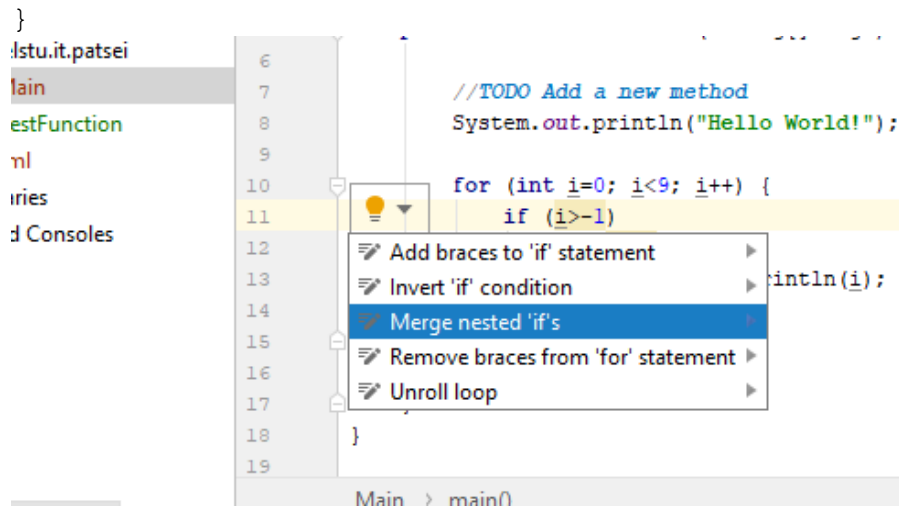 }
elstu.it.patsei
6
Main
7 //TODO Add a new method
estFunction
8 System.out.println("Hello World!");
9
ml
10 for (int i=0; i<9; i++) {
aries
11 if (i>-1)
d Consoles
12 Add braces to 'if' statement
13 Invert 'if' condition intln(i);
14 Merge nested 'if's
15
16 Remove braces from 'for' statement
17 Unroll loop
18 }
19
Main > main()